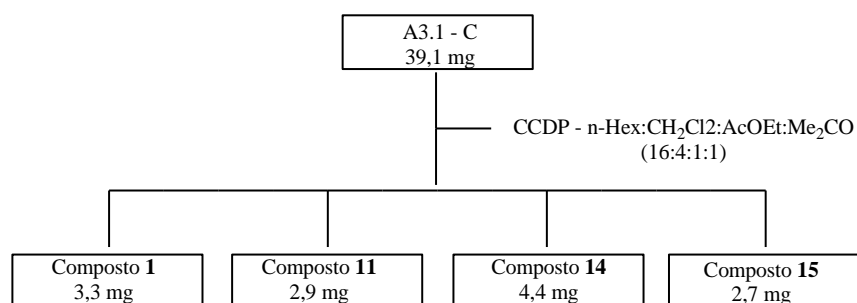 A3.1 - C
39,1 mg
CCDP - n-Hex:CH₂Cl2:AcOEt:Me₂CO
(16:4:1:1)
Composto 1
3,3 mg
Composto 11
2,9 mg
Composto 14
4,4 mg
Composto 15
2,7 mg